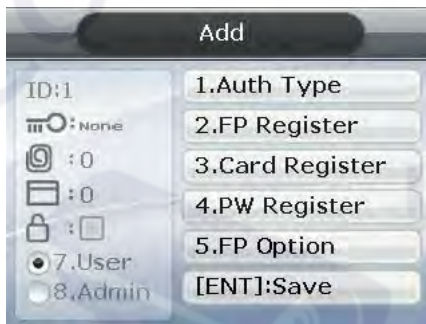 Add
ID:1
:None
:0
:0
:
7.User
8.Admin
1.Auth Type
2.FP Register
3.Card Register
4.PW Register
5.FP Option
[ENT]:Save